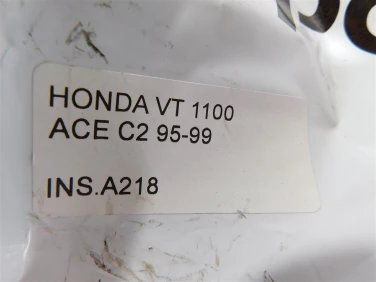 HONDA VT 1100
ACE C2 95-99
INS.A218